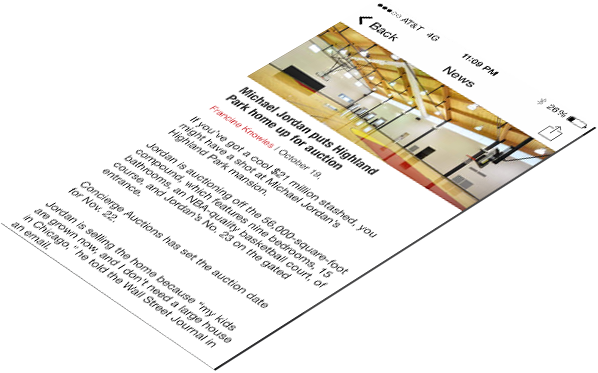 AT&T 4G 11:09 PM 26%
Back News
Michael Jordan puts Highland
Park home up for auction
Francine Knowles | October 19,
If you've got a cool $21 million stashed, you
might have a shot at Michael Jordan's
Highland Park mansion
Jordan is auctioning off the 56,000-square-foot
compound, which features nine bedrooms, 15
bathrooms, an NBA-quality basketball court, of
course, and Jordan's No. 23 on the gated
entrance.
Concierge Auctions has set the auction date
for Nov. 22.
Jordan is selling the home because "my kids
are grown now, and I don't need a large house
in Chicago," he told the Wall Street Journal in
an email.